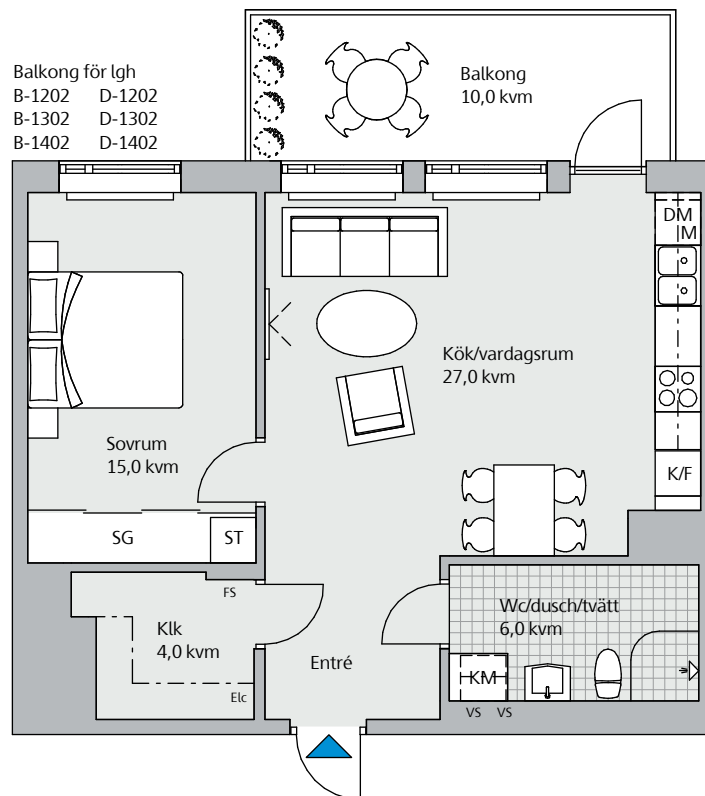 Balkong för lgh
B-1202 D-1202
B-1302 D-1302
B-1402 D-1402
Balkong
10,0 kvm
DM
M
Kök/vardagsrum
27,0 kvm
Sovrum
15,0 kvm
K/F
SG
ST
FS
Klk
4,0 kvm
Wc/dusch/tvätt
6,0 kvm
Entré
KM
Elc
VS VS